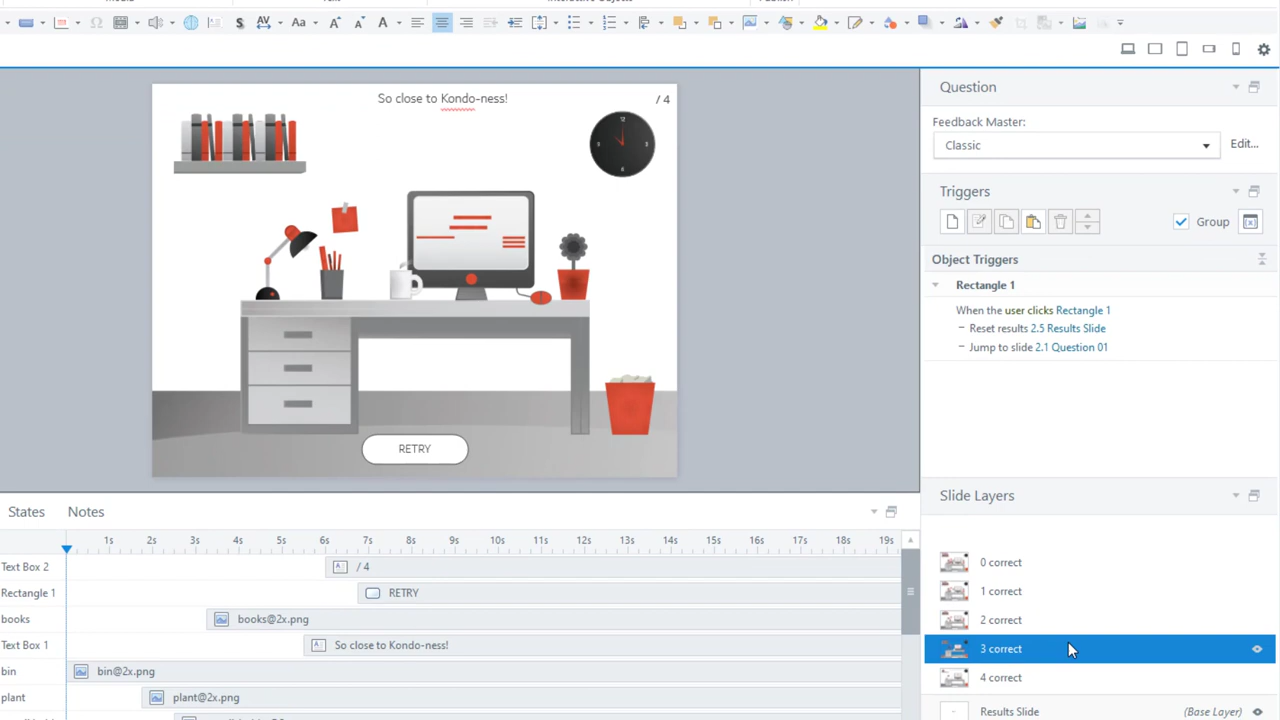 So close to Kondo-ness!
/ 4
12
RETRY
Question
Feedback Master:
Classic
Edit...
Triggers
Group
Object Triggers
Rectangle 1
When the user clicks Rectangle 1
– Reset results 2.5 Results Slide
– Jump to slide 2.1 Question 01
Slide Layers
0 correct
1 correct
2 correct
3 correct
4 correct
Results Slide
(Base Layer)
States
Notes
1s 2s 3s 4s 5s 6s 7s 8s 9s 10s 11s 12s 13s 14s 15s 16s 17s 18s 19s
Text Box 2
/ 4
Rectangle 1
RETRY
books
books@2x.png
Text Box 1
So close to Kondo-ness!
bin
bin@2x.png
plant
plant@2x.png